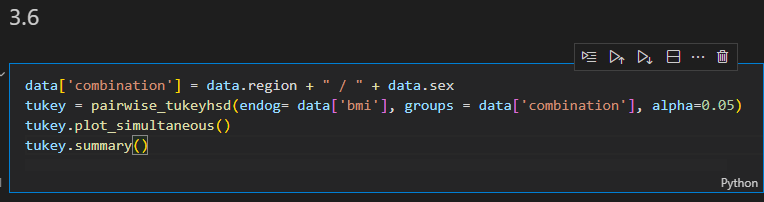 3.6
data['combination'] = data.region + " / " + data.sex
tukey = pairwise_tukeyhsd(endog= data['bmi'], groups = data['combination'], alpha=0.05)
tukey.plot_simultaneous()
tukey.summary()
Python